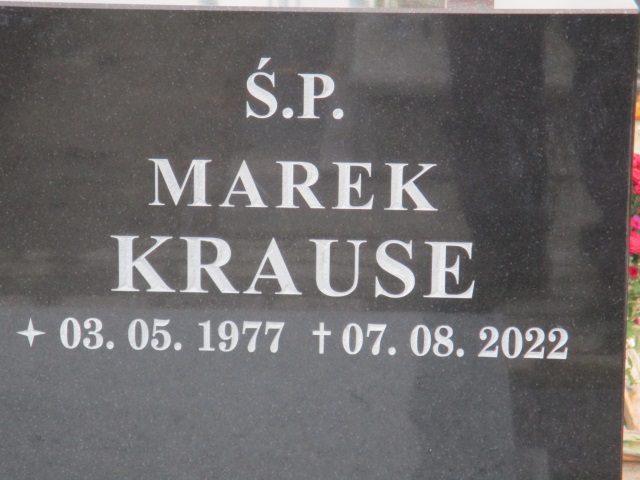 Ś.P.
MAREK
KRAUSE
✦ 03. 05. 1977 † 07. 08. 2022